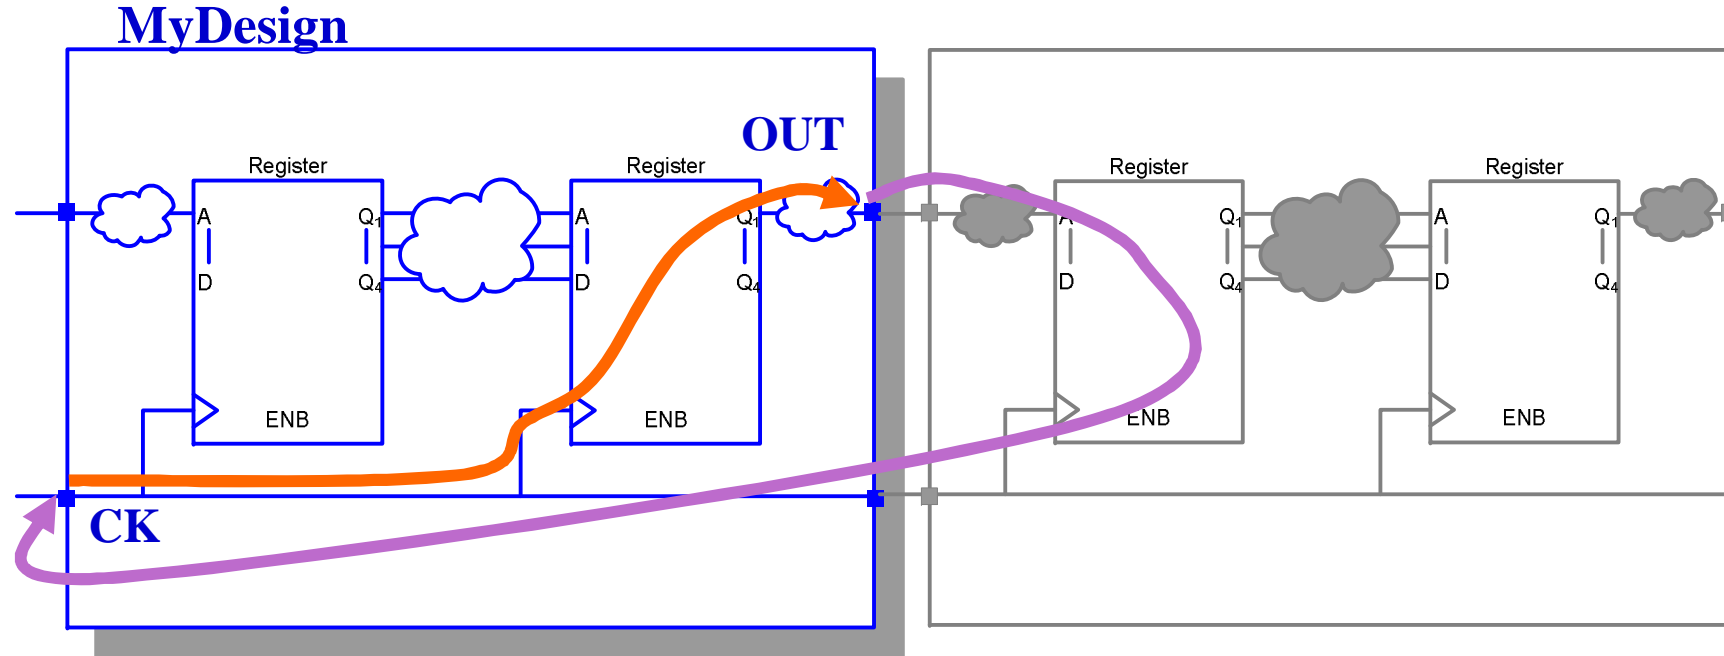 MyDesign
OUT
Register
Register
Register
Register
A
Q1
A
Q1
A
Q1
A
Q1
D
Q4
D
Q4
D
Q4
D
Q4
ENB
ENB
ENB
ENB
CK